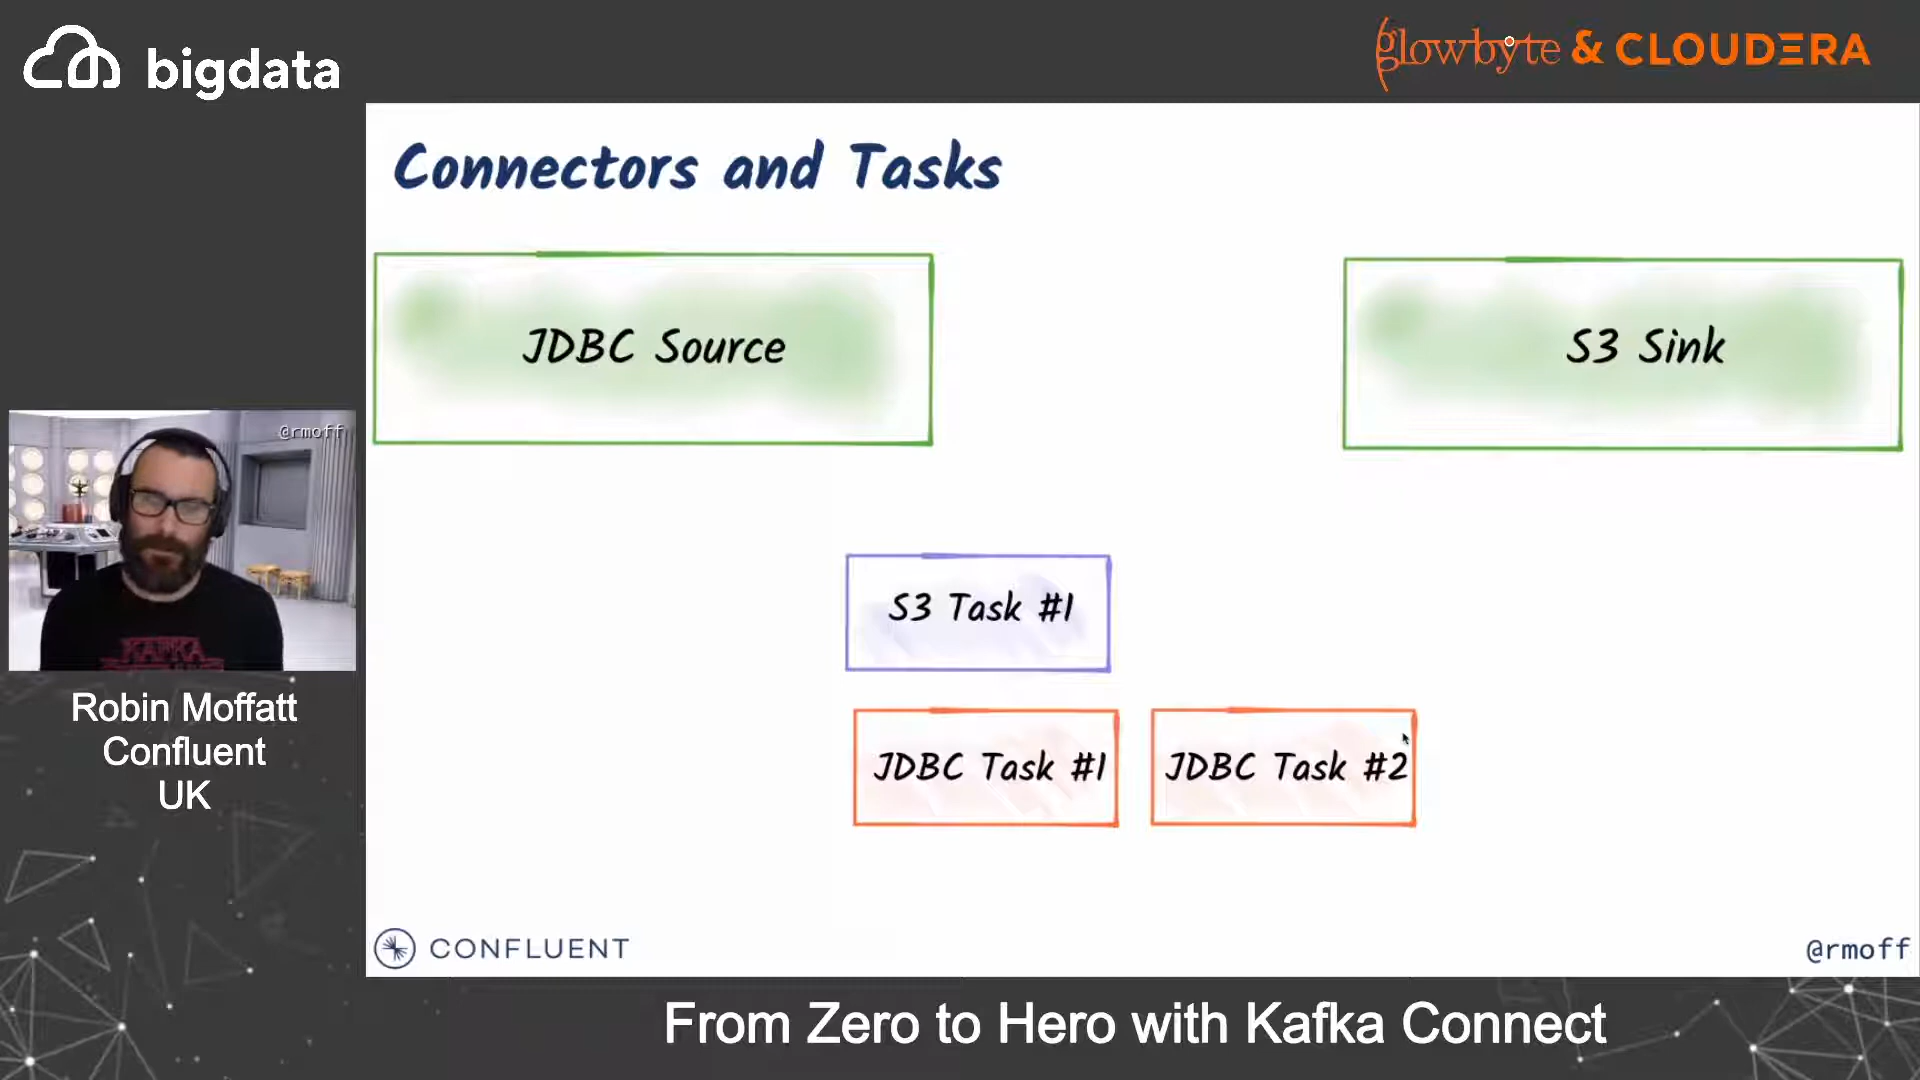 bigdata
glowbyte & CLOUDERA
Connectors and Tasks
JDBC Source
S3 Sink
S3 Task #1
JDBC Task #1
JDBC Task #2
@rmoff
KAFKA
Robin Moffatt
Confluent
UK
CONFLUENT
@rmoff
From Zero to Hero with Kafka Connect